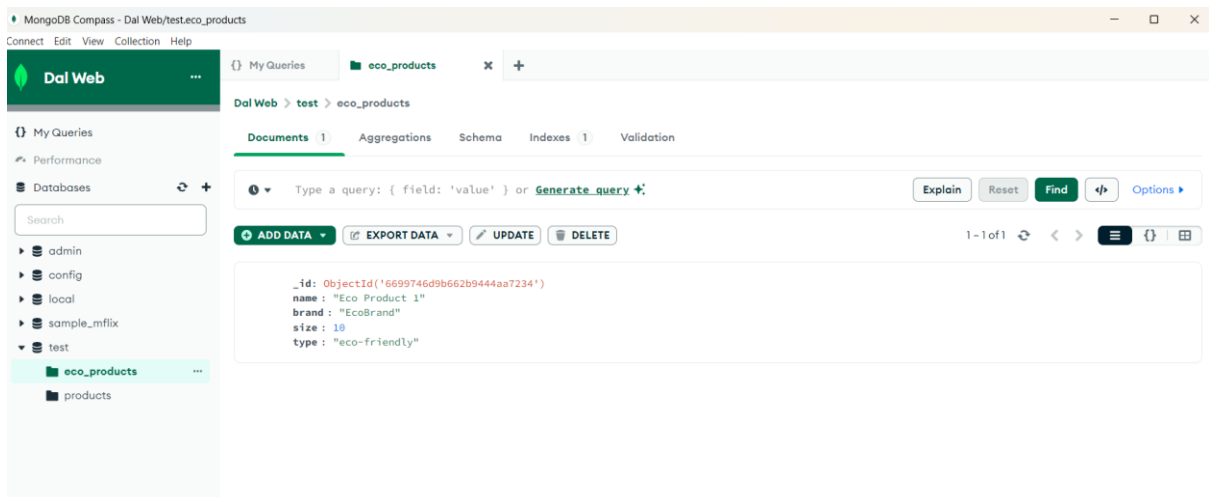 MongoDB Compass - Dal Web/test.eco_products
Connect Edit View Collection Help
Dal Web
{} My Queries
Performance
Databases
Search
admin
config
local
sample_mflix
test
eco_products
products
{} My Queries
eco_products
Dal Web > test > eco_products
Documents 1 Aggregations Schema Indexes 1 Validation
Type a query: { field: 'value' } or Generate query
Explain Reset Find </> Options
ADD DATA EXPORT DATA UPDATE DELETE
1-1 of 1 {}
_id: ObjectId('6699746d9b662b9444aa7234')
name : "Eco Product 1"
brand : "EcoBrand"
size : 10
type : "eco-friendly"